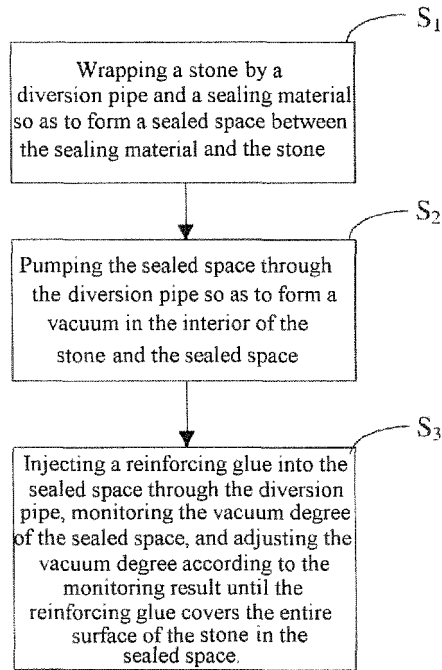 S1
Wrapping a stone by a
diversion pipe and a sealing material
so as to form a sealed space between
the sealing material and the stone
S2
Pumping the sealed space through
the diversion pipe so as to form a
vacuum in the interior of the
stone and the sealed space
S3
Injecting a reinforcing glue into the
sealed space through the diversion
pipe, monitoring the vacuum degree
of the sealed space, and adjusting the
vacuum degree according to the
monitoring result until the
reinforcing glue covers the entire
surface of the stone in the
sealed space.